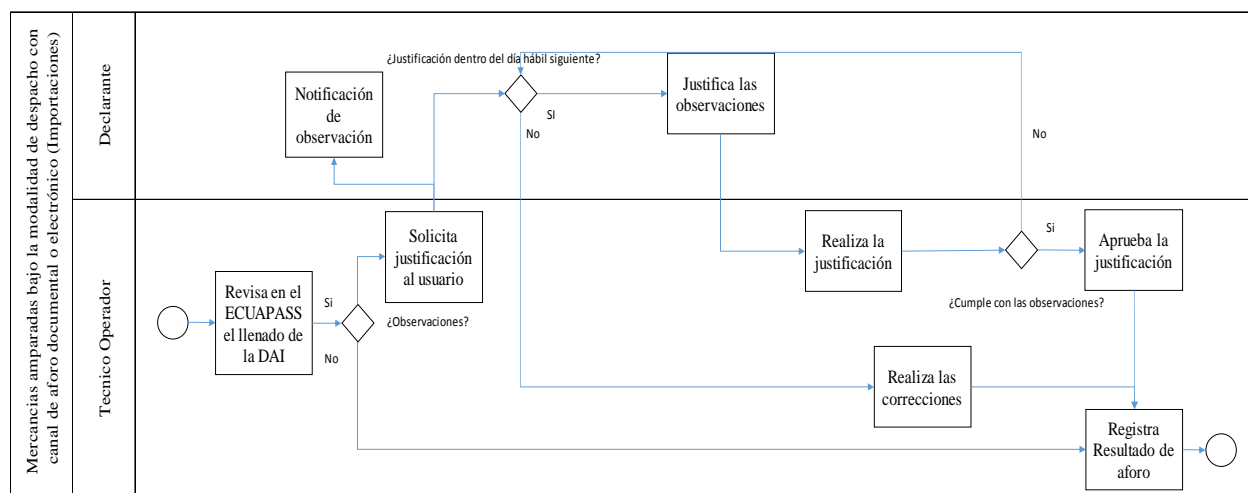 Mercancias amparadas bajo la modalidad de despacho con
canal de aforo documental o electrónico (Importaciones)
Declarante
Notificación
de
observación
¿Justificación dentro del día hábil siguiente?
SI
No
Justifica las
observaciones
No
Tecnico Operador
Revisa en el
ECUAPASS
el llenado de
la DAI
Si
No
¿Observaciones?
Solicita
justificación
al usuario
Realiza la
justificación
Si
¿Cumple con las observaciones?
Aprueba la
justificación
Realiza las
correcciones
Registra
Resultado de
aforo